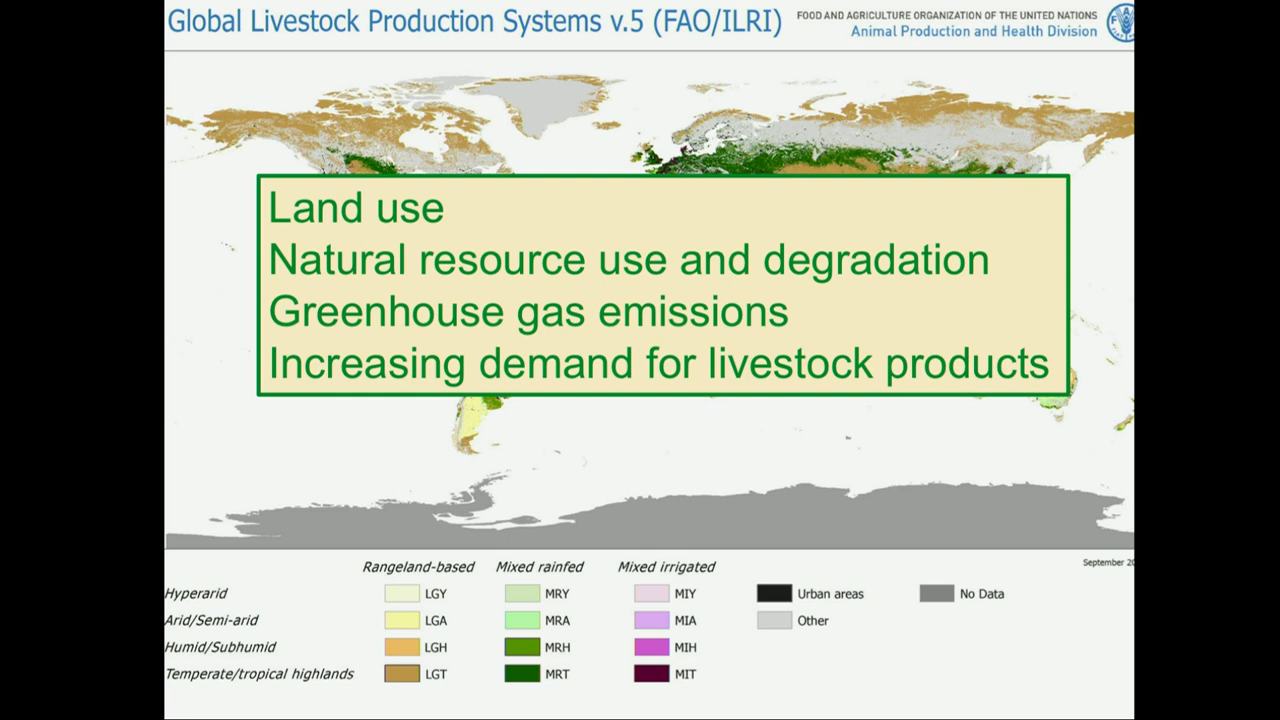 Global Livestock Production Systems v.5 (FAO/ILRI)
FOOD AND AGRICULTURE ORGANIZATION OF THE UNITED NATIONS
Animal Production and Health Division
Land use
Natural resource use and degradation
Greenhouse gas emissions
Increasing demand for livestock products
September 20
Rangeland-based Mixed rainfed Mixed irrigated
Hyperarid LGY MRY MIY Urban areas No Data
Arid/Semi-arid LGA MRA MIA Other
Humid/Subhumid LGH MRH MIH
Temperate/tropical highlands LGT MRT MIT